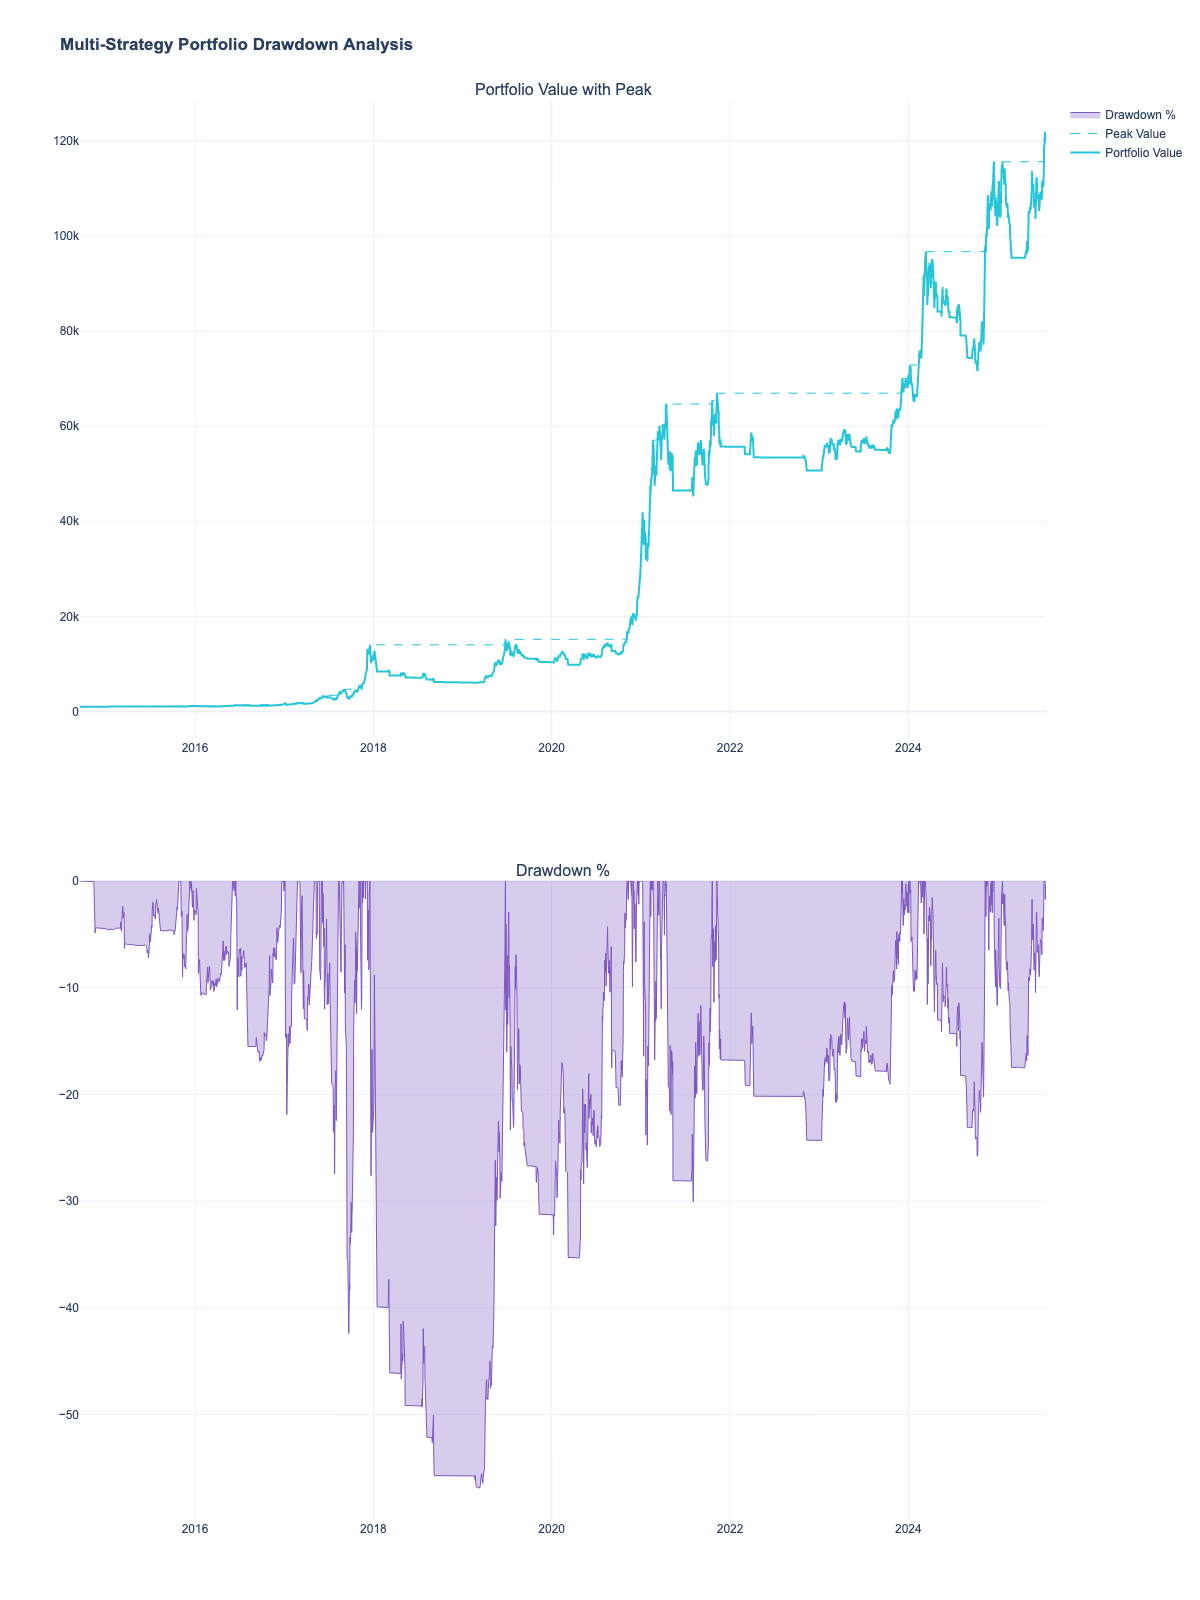 Multi-Strategy Portfolio Drawdown Analysis
Portfolio Value with Peak
Drawdown %
Peak Value
Portfolio Value
120k
100k
80k
60k
40k
20k
0
2016 2018 2020 2022 2024
Drawdown %
0
−10
−20
−30
−40
−50
2016 2018 2020 2022 2024